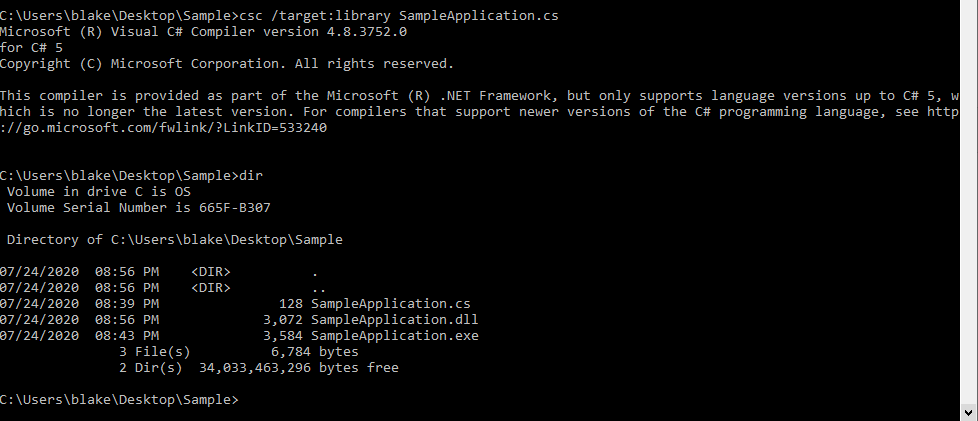 C:\Users\blake\Desktop\Sample>csc /target:library SampleApplication.cs
Microsoft (R) Visual C# Compiler version 4.8.3752.0
for C# 5
Copyright (C) Microsoft Corporation. All rights reserved.
This compiler is provided as part of the Microsoft (R) .NET Framework, but only supports language versions up to C# 5, w
hich is no longer the latest version. For compilers that support newer versions of the C# programming language, see http
://go.microsoft.com/fwlink/?LinkID=533240
C:\Users\blake\Desktop\Sample>dir
 Volume in drive C is OS
 Volume Serial Number is 665F-B307
 Directory of C:\Users\blake\Desktop\Sample
07/24/2020  08:56 PM    <DIR>          .
07/24/2020  08:56 PM    <DIR>          ..
07/24/2020  08:39 PM               128 SampleApplication.cs
07/24/2020  08:56 PM             3,072 SampleApplication.dll
07/24/2020  08:43 PM             3,584 SampleApplication.exe
               3 File(s)          6,784 bytes
               2 Dir(s)  34,033,463,296 bytes free
C:\Users\blake\Desktop\Sample>